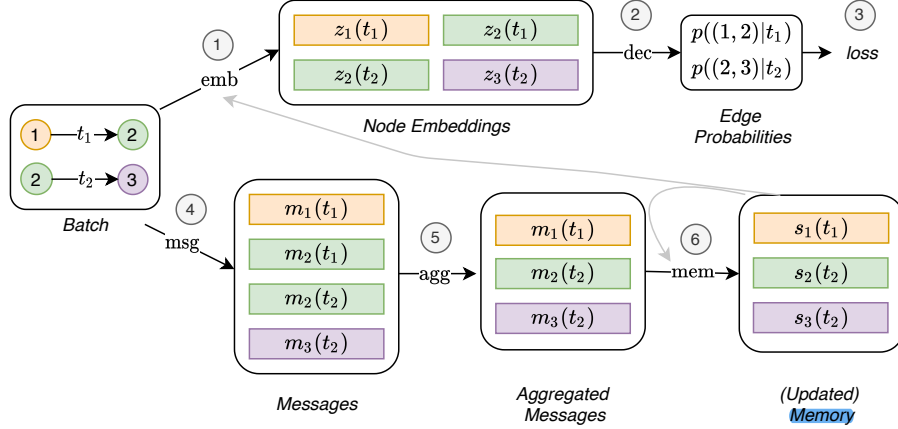 1
emb
z₁(t₁)
z₂(t₁)
z₂(t₂)
z₃(t₂)
Node Embeddings
2
dec
p((1, 2)|t₁)
p((2, 3)|t₂)
Edge
Probabilities
3
loss
1 t₁ 2
2 t₂ 3
Batch
4
msg
m₁(t₁)
m₂(t₁)
m₂(t₂)
m₃(t₂)
Messages
5
agg
m₁(t₁)
m₂(t₂)
m₃(t₂)
Aggregated
Messages
6
mem
s₁(t₁)
s₂(t₂)
s₃(t₂)
(Updated)
Memory